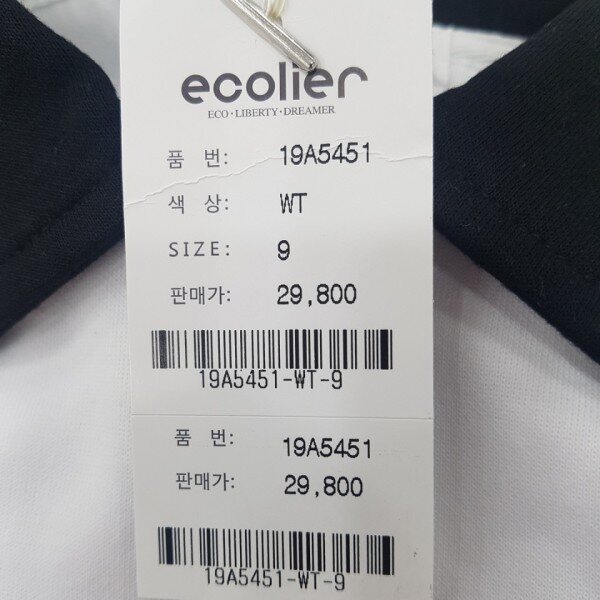 ecolier
ECO·LIBERTY·DREAMER
품 번: 19A5451
색 상: WT
SIZE: 9
판매가: 29,800
19A5451-WT-9
품 번: 19A5451
판매가: 29,800
19A5451-WT-9